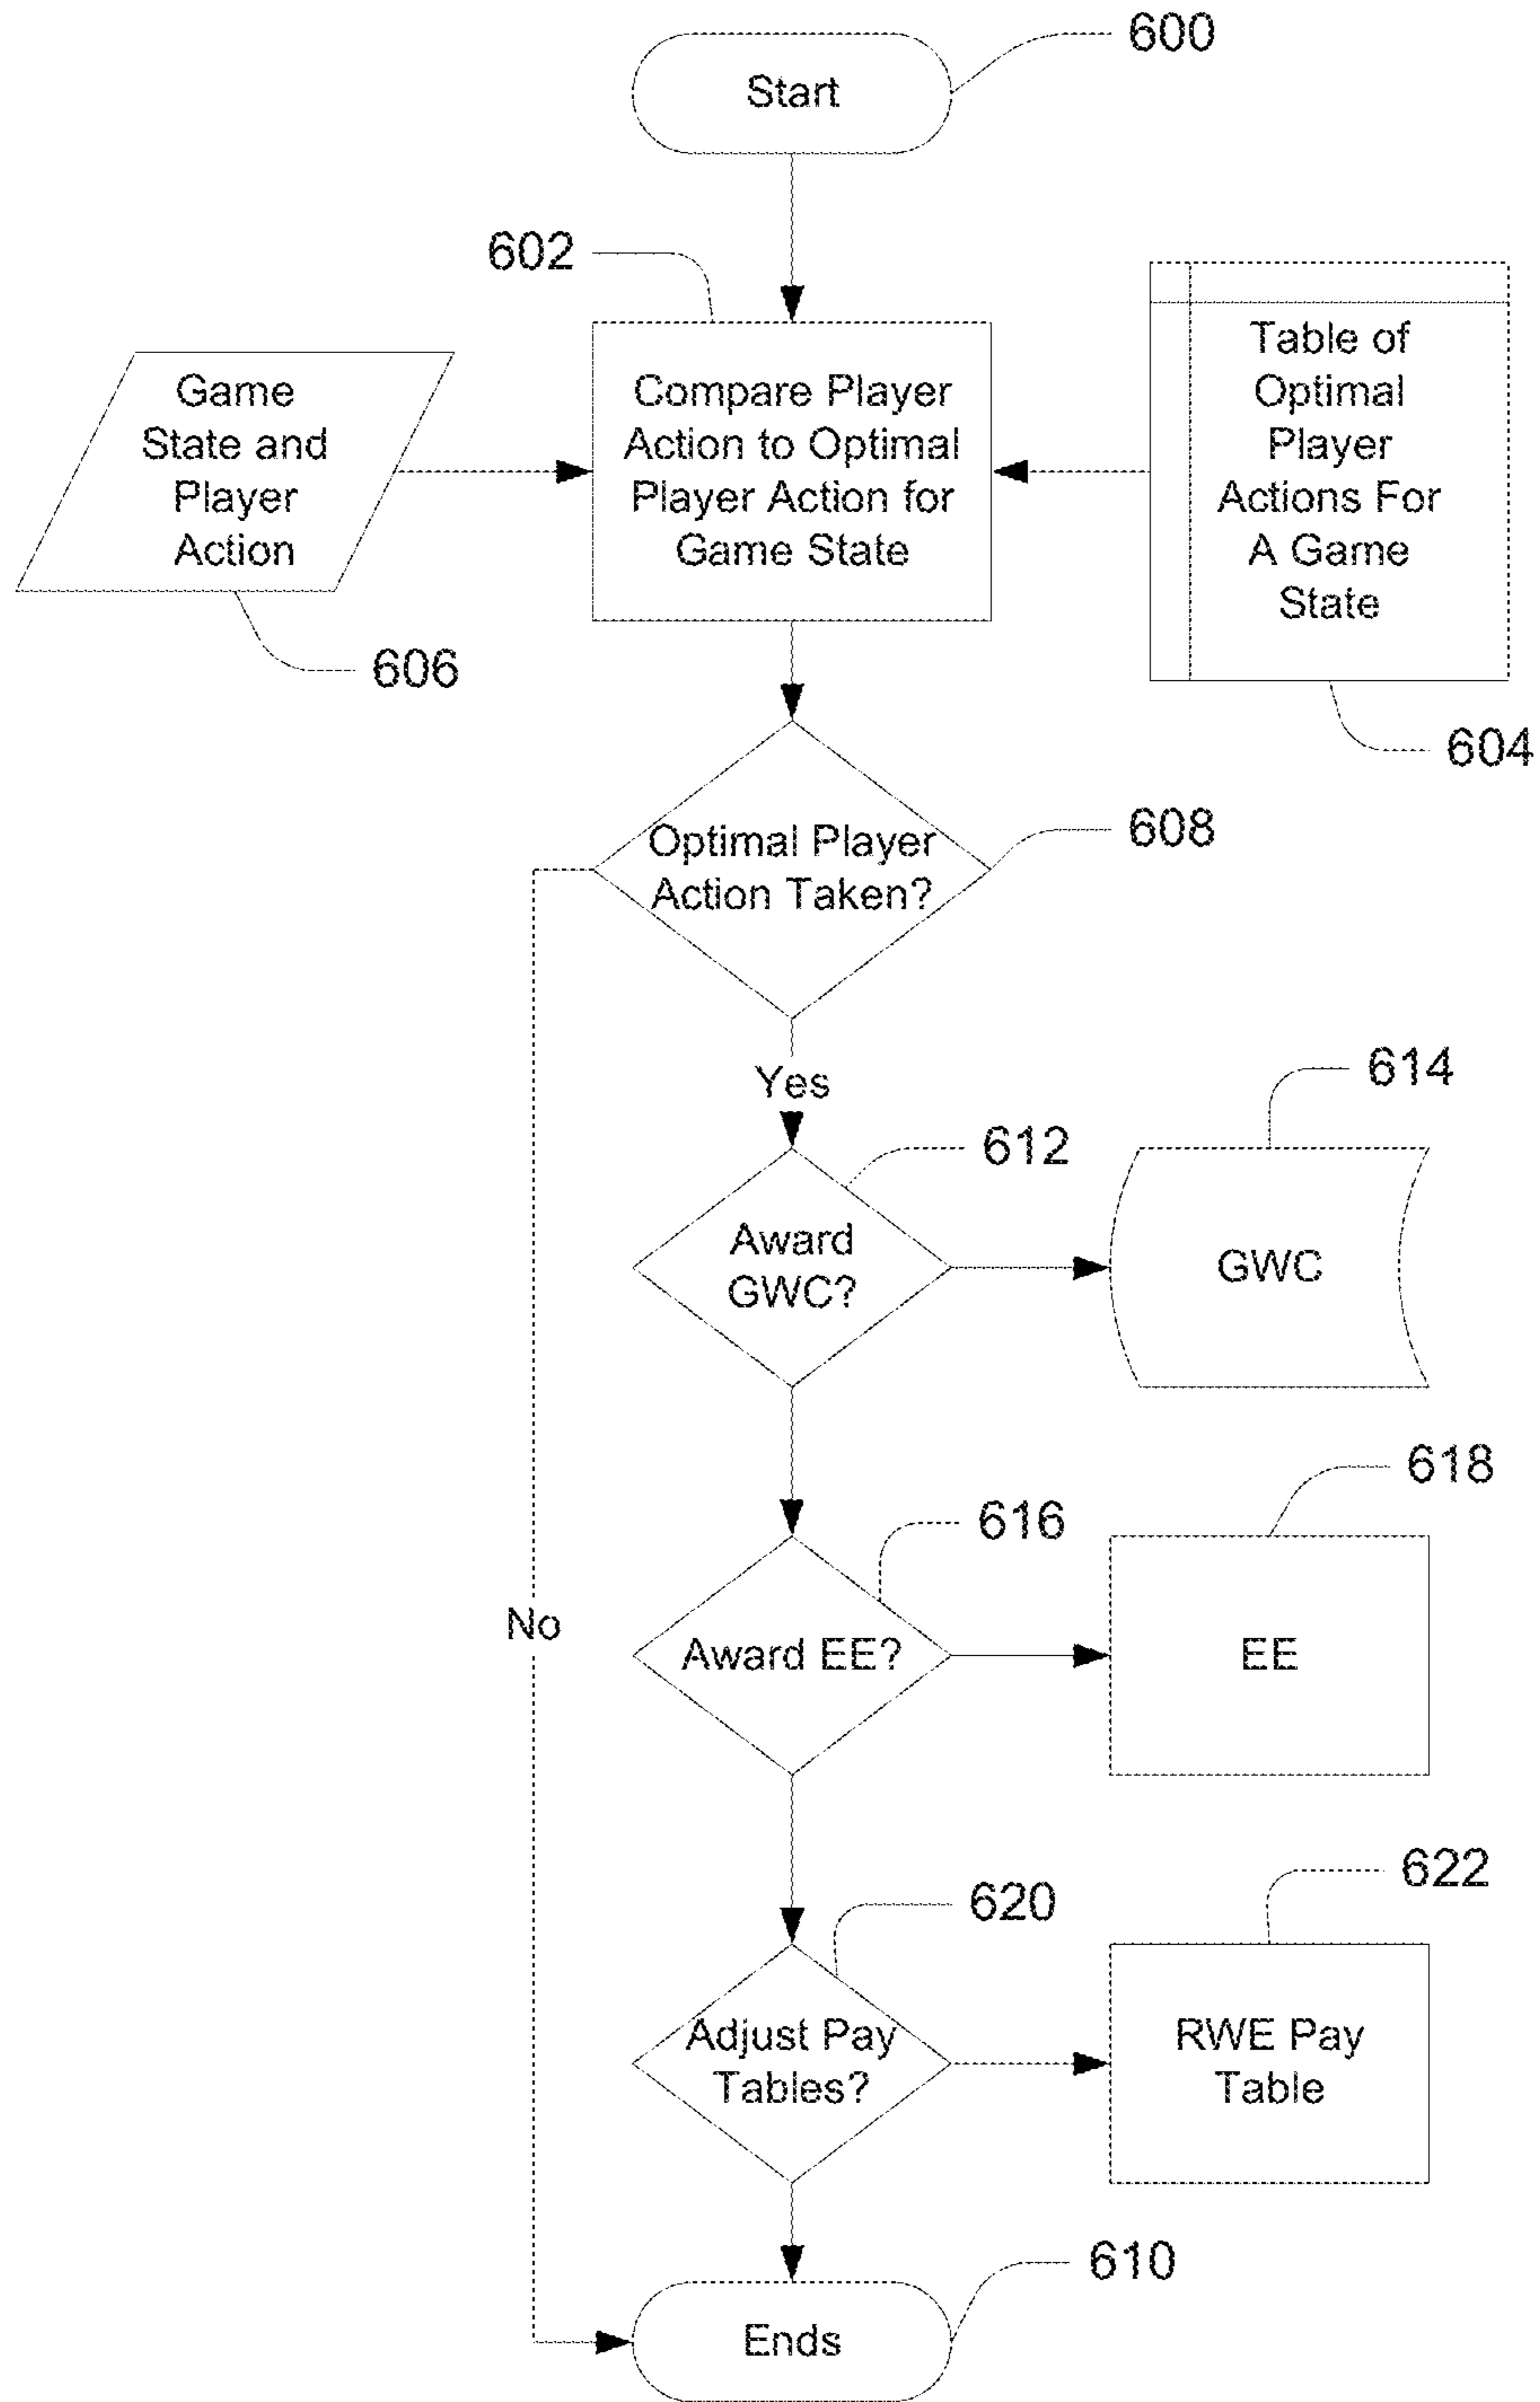 600
Start
602
Game
State and
Player
Action
606
Compare Player
Action to Optimal
Player Action for
Game State
Table of
Optimal
Player
Actions For
A Game
State
604
Optimal Player
Action Taken?
608
Yes
612
614
Award
GWC?
GWC
616
618
No
Award EE?
EE
620
622
Adjust Pay
Tables?
RWE Pay
Table
610
Ends